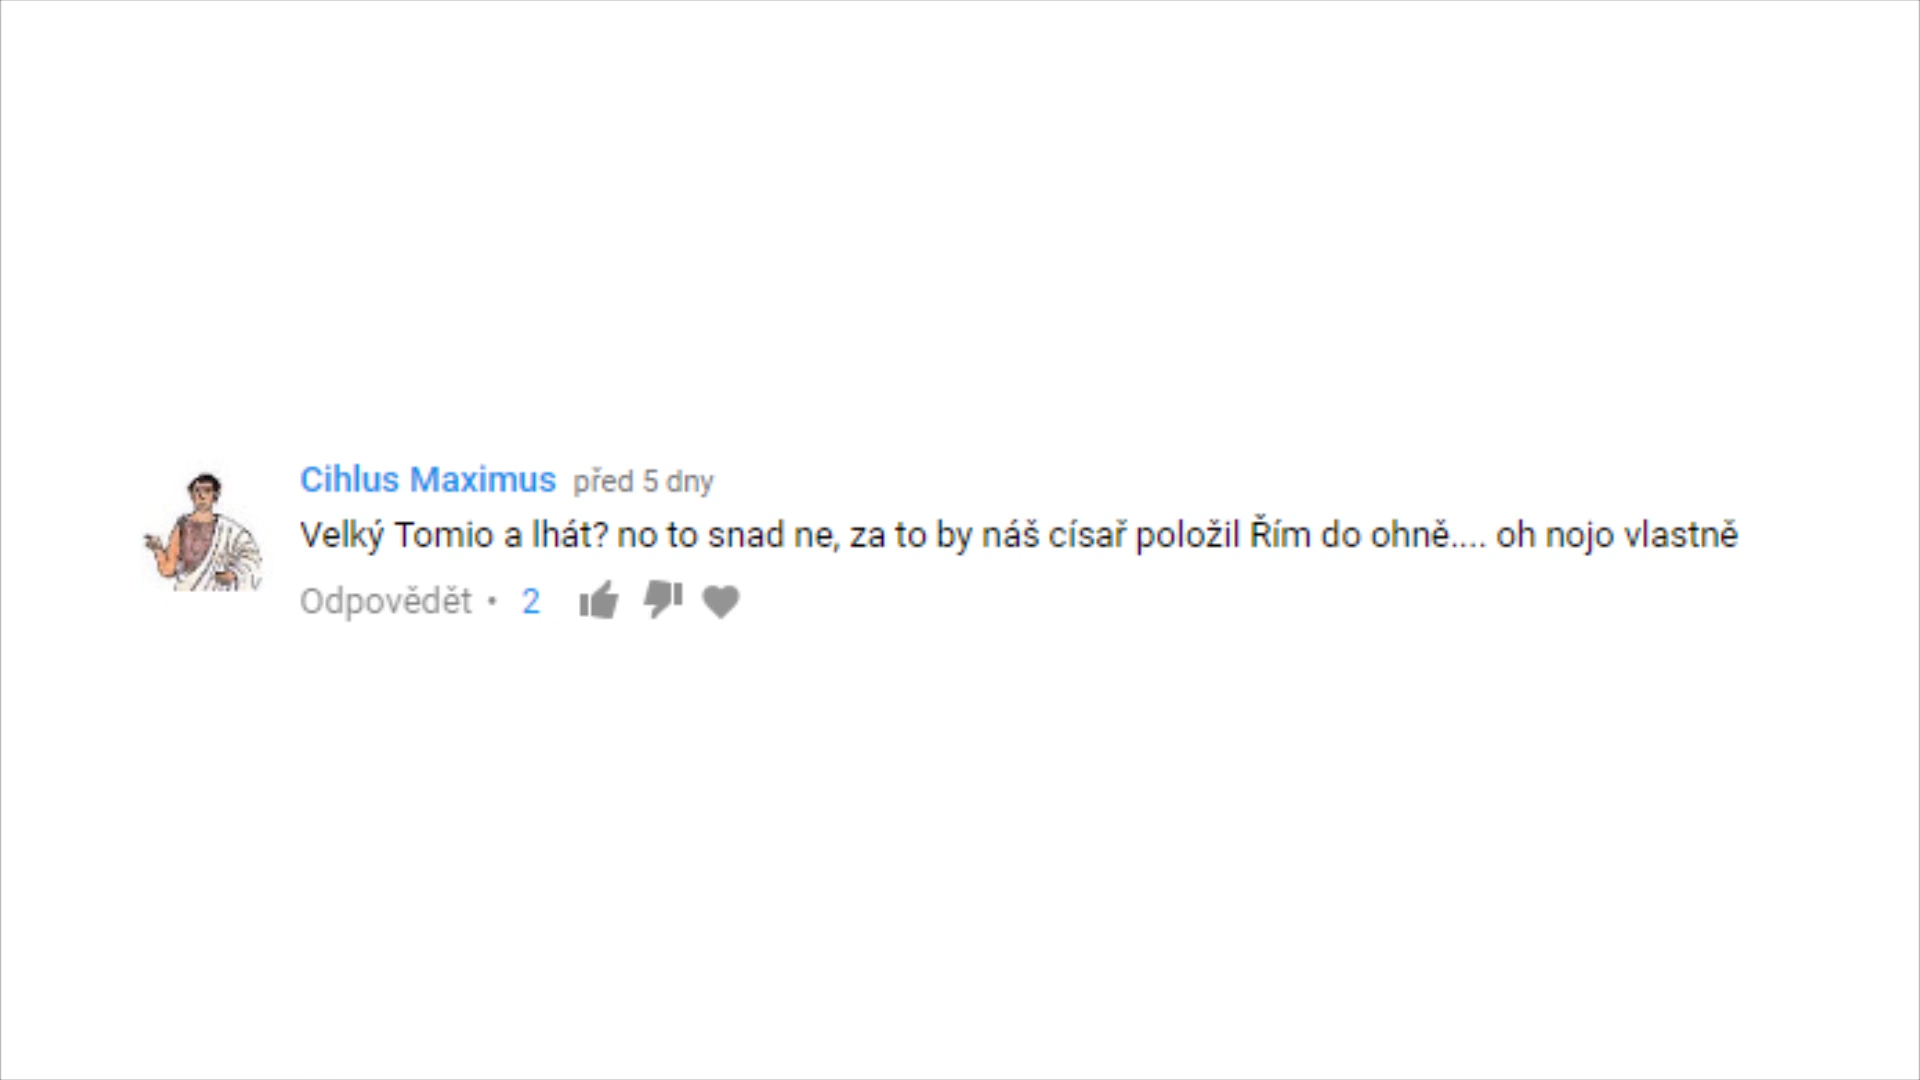 Cihlus Maximus před 5 dny
Velký Tomio a lhát? no to snad ne, za to by náš císař položil Řím do ohně.... oh nojo vlastně
Odpovědět • 2